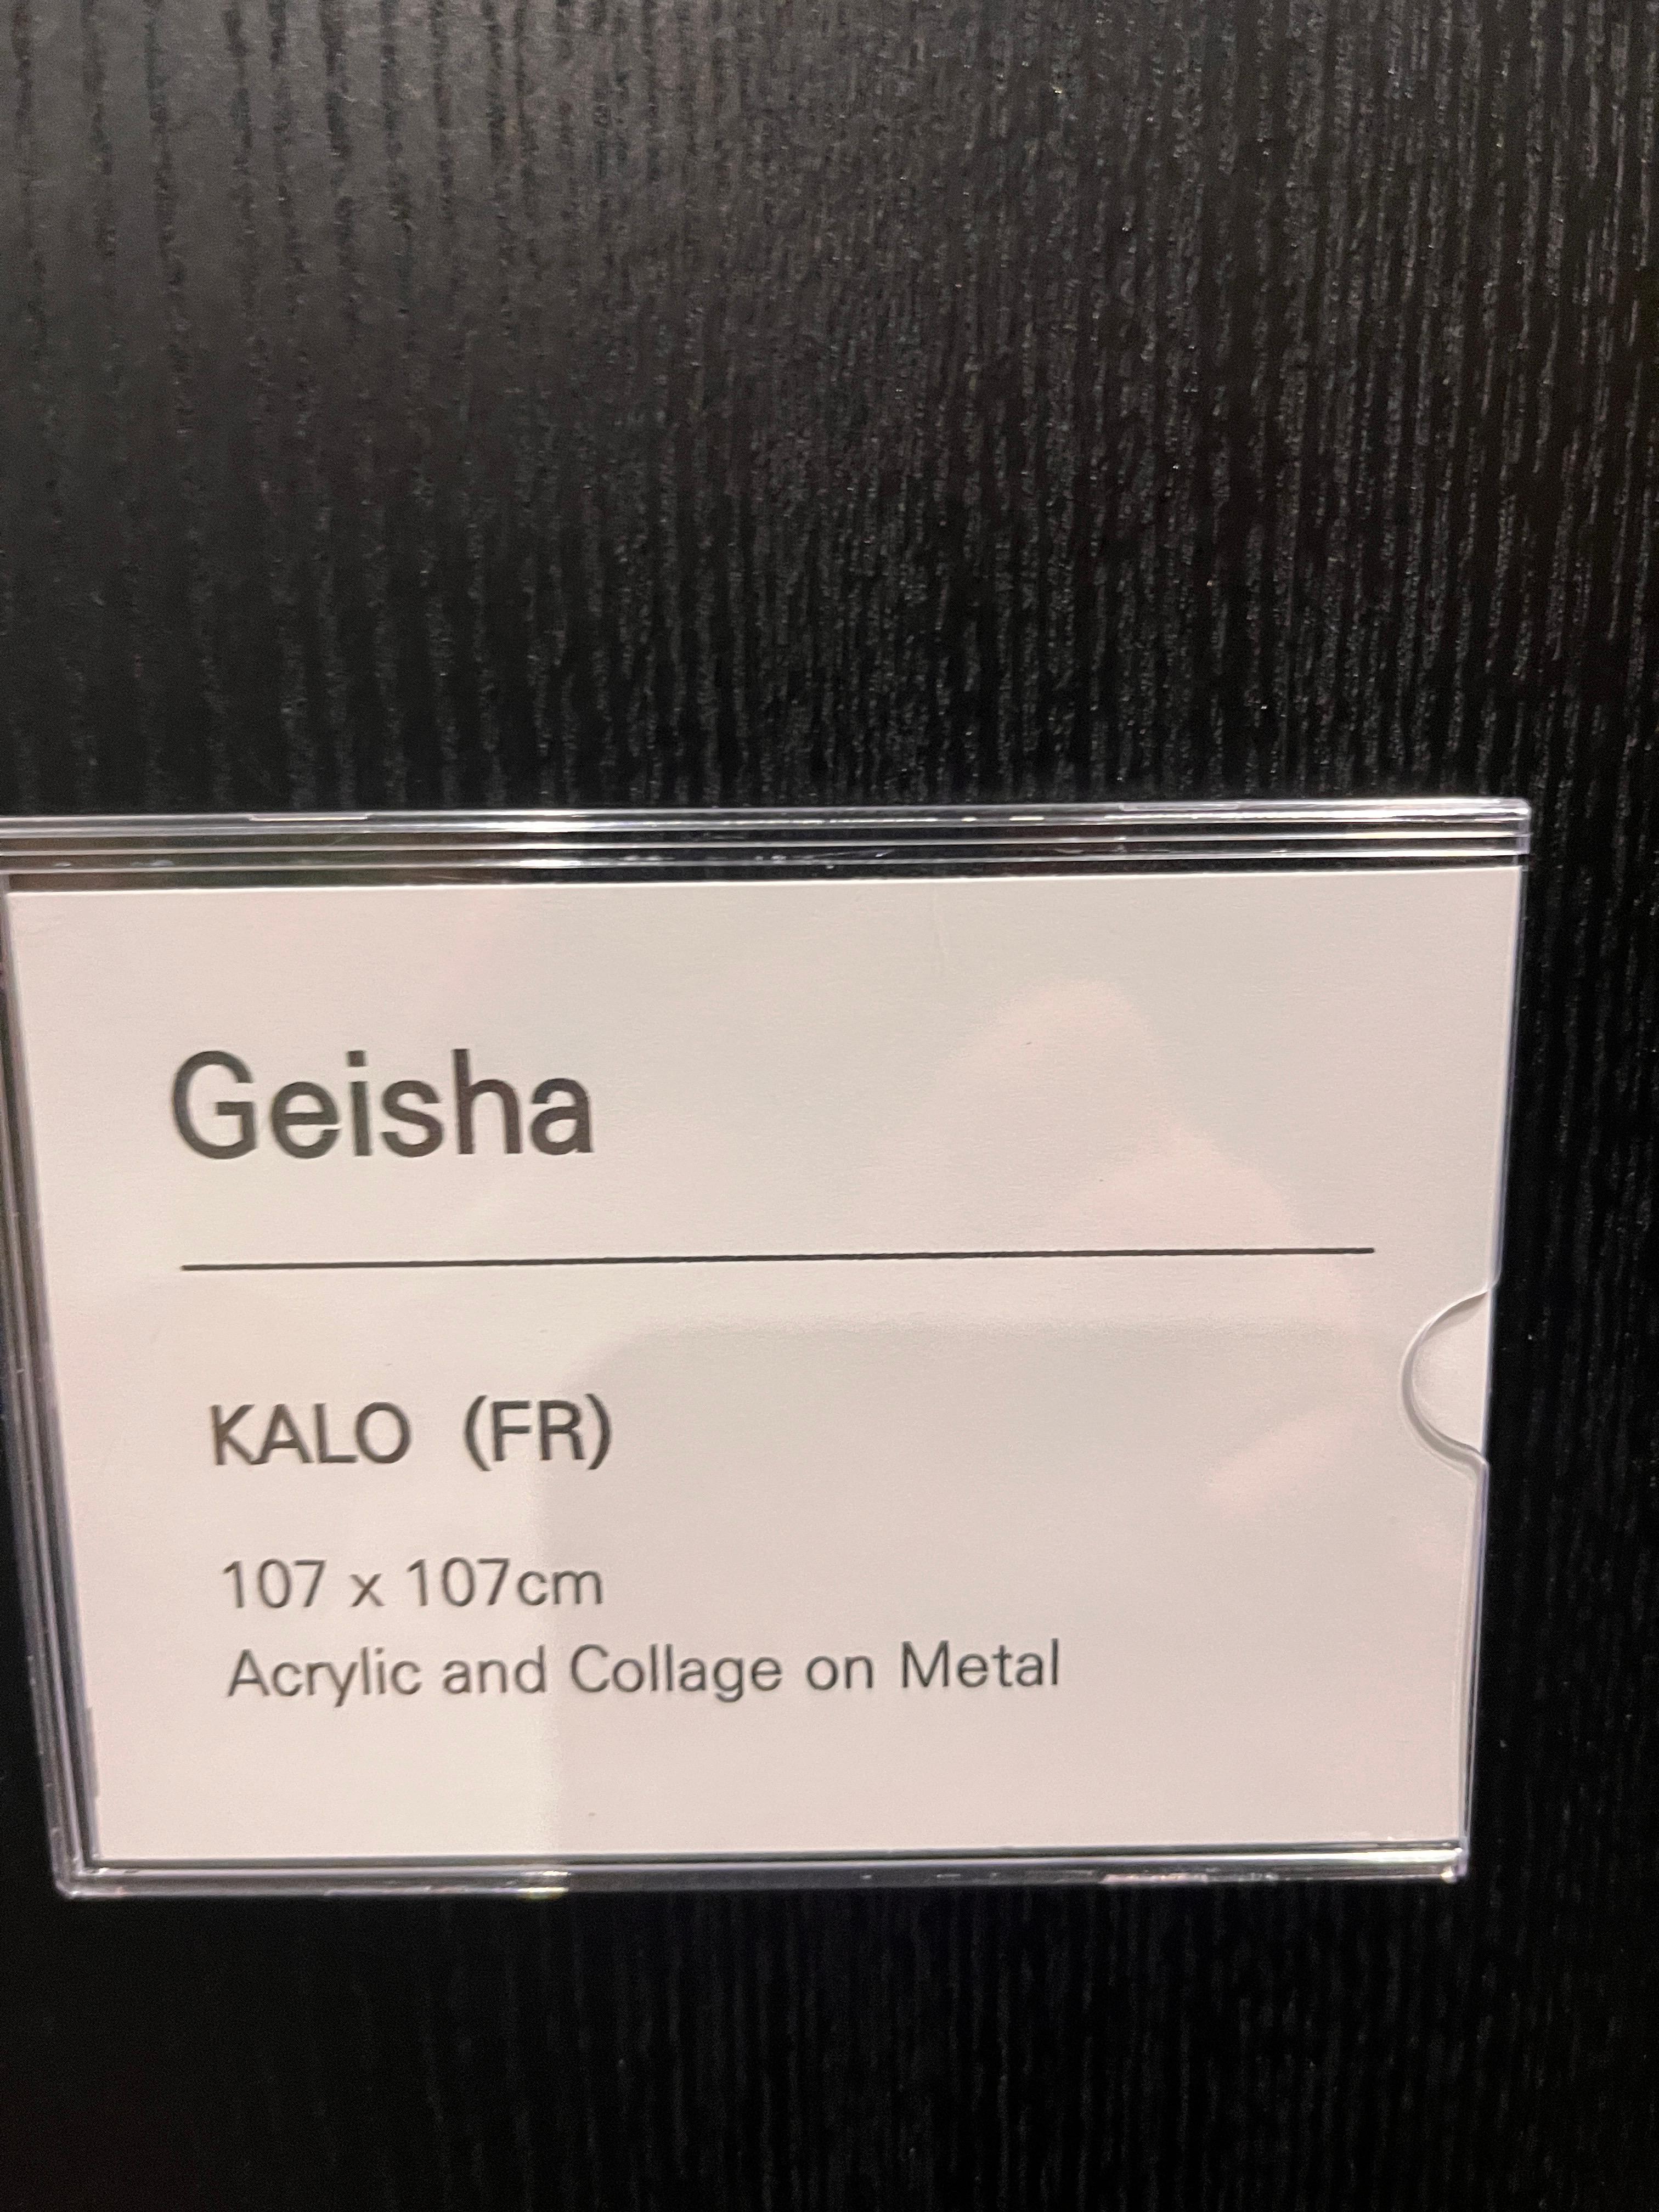 Geisha
KALO (FR)
107 x 107cm
Acrylic and Collage on Metal